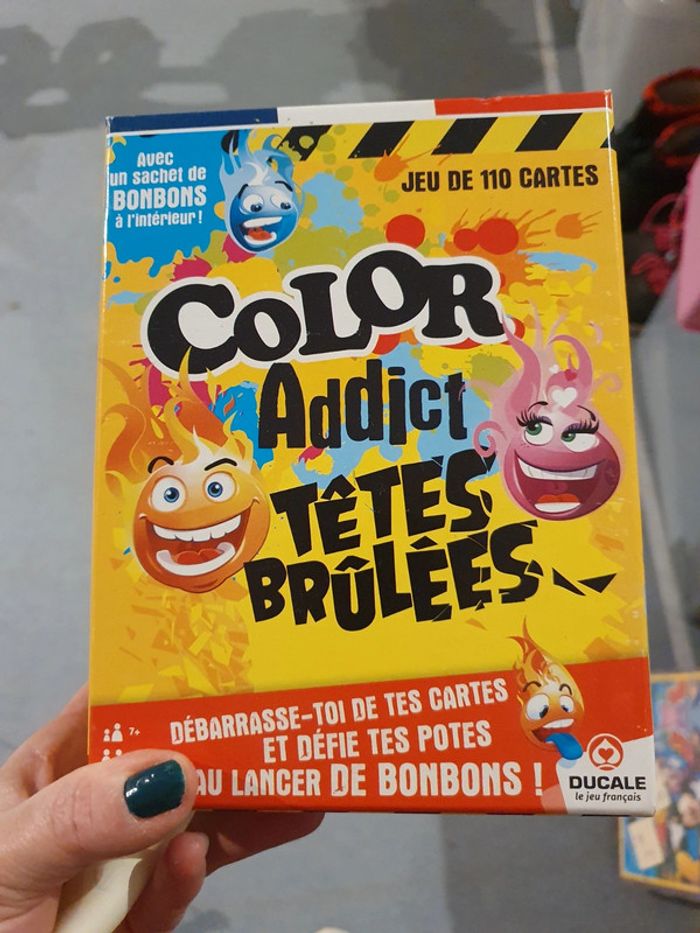 Avec
un sachet de
BONBONS
à l'intérieur !
JEU DE 110 CARTES
COLOR
Addict
TÊTES
BRÛLÉES
7+
DÉBARRASSE-TOI DE TES CARTES
ET DÉFIE TES POTES
AU LANCER DE BONBONS !
DUCALE
le jeu français